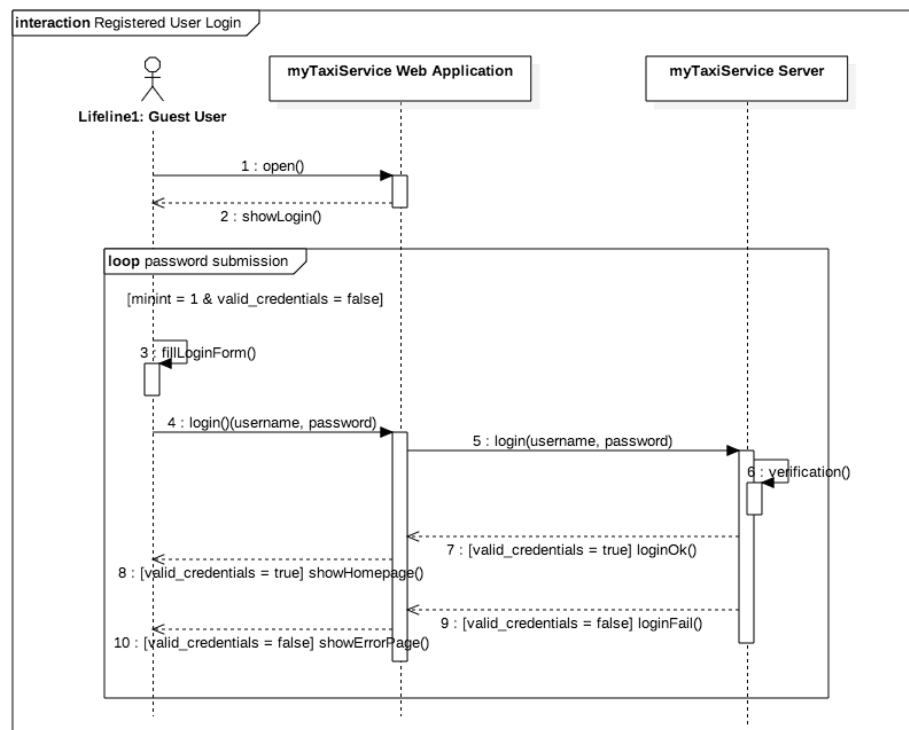 interaction Registered User Login
myTaxiService Web Application
myTaxiService Server
Lifeline1: Guest User
1 : open()
2 : showLogin()
loop password submission
[minint = 1 & valid_credentials = false]
3 : fillLoginForm()
4 : login()(username, password)
5 : login(username, password)
6 : verification()
7 : [valid_credentials = true] loginOk()
8 : [valid_credentials = true] showHomepage()
9 : [valid_credentials = false] loginFail()
10 : [valid_credentials = false] showErrorPage()